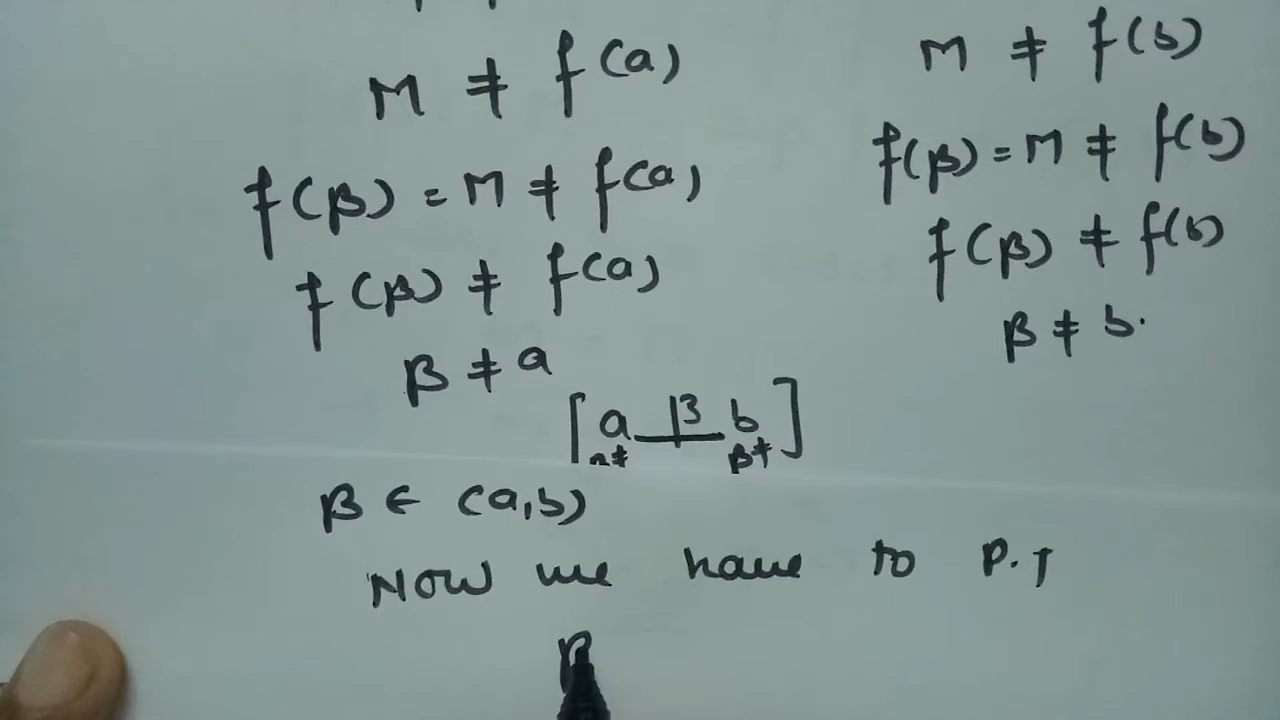 M ≠ f(a) M ≠ f(b)
f(β) = M ≠ f(a) f(β) = M ≠ f(b)
f(β) ≠ f(a) f(β) ≠ f(b)
β ≠ a β ≠ b.
[a β b]
β ≠
β ∈ (a,b)
Now we have to P.T
β